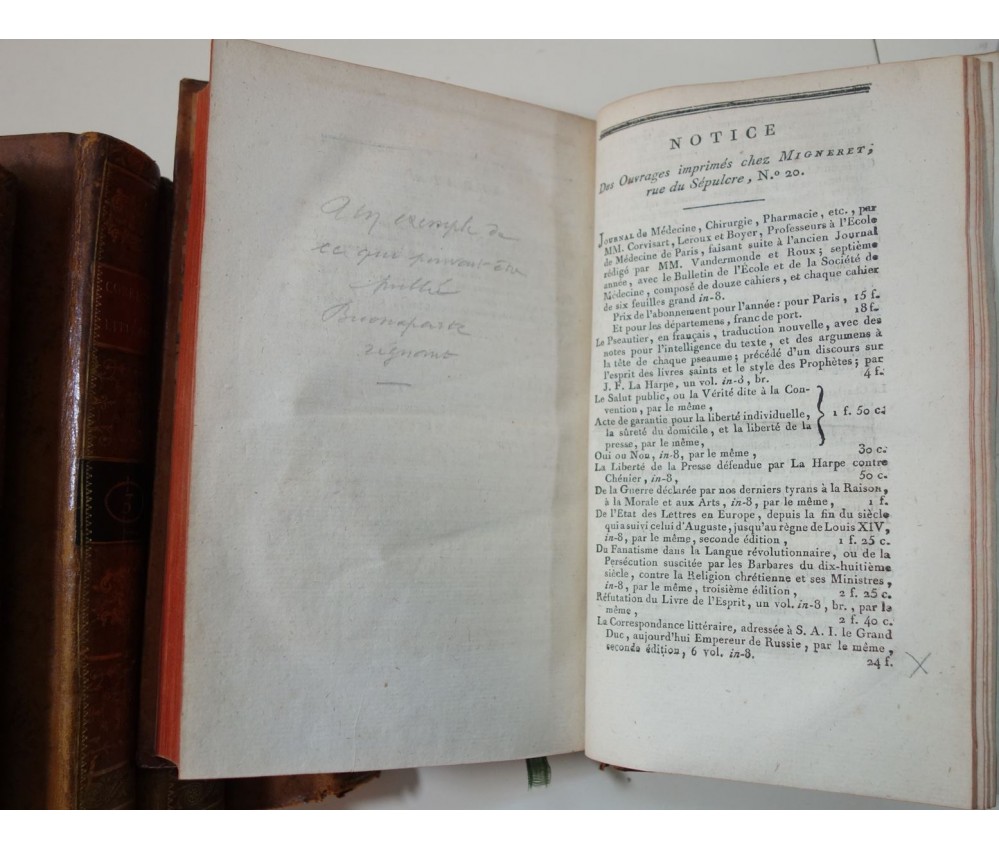 Un exemple de
ce qui pouvait être
publié
Buonaparte
régnant
5
NOTICE
Des Ouvrages imprimés chez MIGNERET,
rue du Sépulcre, N.º 20.
JOURNAL de Médecine, Chirurgie, Pharmacie, etc., par
MM. Corvisart, Leroux et Boyer, Professeurs à l'Ecole
de Médecine de Paris, faisant suite à l'ancien Journal
rédigé par MM. Vandermonde et Roux; septième
année, avec le Bulletin de l'École et de la Société de
Médecine, composé de douze cahiers, et chaque cahier
de six feuilles grand in-8.
Prix de l'abonnement pour l'année : pour Paris, 15 f.
Et pour les départemens, franc de port. 18 f.
Le Pseautier, en français, traduction nouvelle, avec des
notes pour l'intelligence du texte, et des argumens à
la tête de chaque pseaume; précédé d'un discours sur
l'esprit des livres saints et le style des Prophètes; par
J. F. La Harpe, un vol. in-8, br. 4 f.
Le Salut public, ou la Vérité dite à la Con-
vention, par le même,
Acte de garantie pour la liberté individuelle,
la sûreté du domicile, et la liberté de la
presse, par le même, } 1 f. 50 c.
Oui ou Non, in-8, par le même, 30 c.
La Liberté de la Presse défendue par La Harpe contre
Chénier, in-8, 50 c.
De la Guerre déclarée par nos derniers tyrans à la Raison,
à la Morale et aux Arts, in-8, par le même, 1 f.
De l'Etat des Lettres en Europe, depuis la fin du siècle
qui a suivi celui d'Auguste, jusqu'au règne de Louis XIV,
in-8, par le même, seconde édition, 1 f. 25 c.
Du Fanatisme dans la Langue révolutionnaire, ou de la
Persécution suscitée par les Barbares du dix-huitième
siècle, contre la Religion chrétienne et ses Ministres,
in-8, par le même, troisième édition, 2 f. 25 c.
Réfutation du Livre de l'Esprit, un vol. in-8, br., par le
même, 2 f. 40 c.
La Correspondance littéraire, adressée à S. A. I. le Grand
Duc, aujourd'hui Empereur de Russie, par le même,
seconde édition, 6 vol. in-8. 24 f.